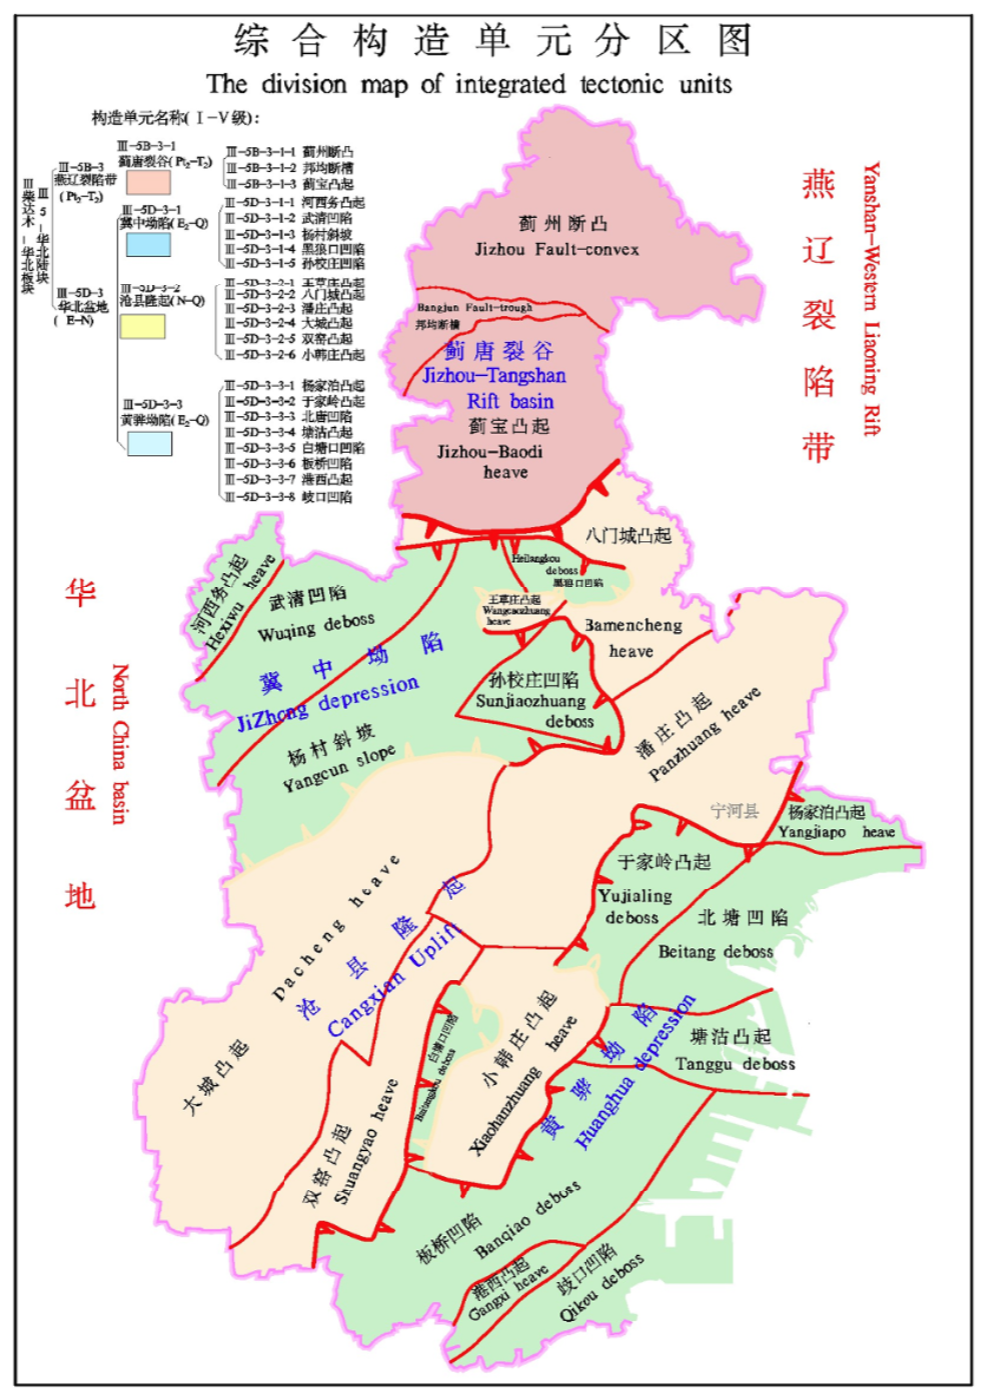 综合构造单元分区图
The division map of integrated tectonic units
构造单元名称(Ⅰ-Ⅴ级):
Ⅲ柴达木-华北板块
Ⅲ5-华北陆块
Ⅲ-5B-3
燕辽裂陷带
(Pt₂-T₂)
Ⅲ-5B-3-1
蓟唐裂谷(Pt₂-T₂)
Ⅲ-5B-3-1-1 蓟州断凸
Ⅲ-5B-3-1-2 邦均断槽
Ⅲ-5B-3-1-3 蓟宝凸起
Ⅲ-5D-3
华北盆地
(E-N)
Ⅲ-5D-3-1
冀中坳陷(E₂-Q)
Ⅲ-5D-3-1-1 河西务凸起
Ⅲ-5D-3-1-2 武清凹陷
Ⅲ-5D-3-1-3 杨村斜坡
Ⅲ-5D-3-1-4 黑狼口凹陷
Ⅲ-5D-3-1-5 孙校庄凹陷
Ⅲ-5D-3-2
沧县隆起(N-Q)
Ⅲ-5D-3-2-1 王草庄凸起
Ⅲ-5D-3-2-2 八门城凸起
Ⅲ-5D-3-2-3 潘庄凸起
Ⅲ-5D-3-2-4 大城凸起
Ⅲ-5D-3-2-5 双窑凸起
Ⅲ-5D-3-2-6 小韩庄凸起
Ⅲ-5D-3-3
黄骅坳陷(E₂-Q)
Ⅲ-5D-3-3-1 杨家泊凸起
Ⅲ-5D-3-3-2 于家岭凸起
Ⅲ-5D-3-3-3 北唐凹陷
Ⅲ-5D-3-3-4 塘沽凸起
Ⅲ-5D-3-3-5 白塘口凹陷
Ⅲ-5D-3-3-6 板桥凹陷
Ⅲ-5D-3-3-7 港西凸起
Ⅲ-5D-3-3-8 歧口凹陷
燕辽裂陷带
Yanshan-Western Liaoning Rift
蓟州断凸
Jizhou Fault-convex
Bangjun Fault-trough
邦均断槽
蓟唐裂谷
Jizhou-Tangshan
Rift basin
蓟宝凸起
Jizhou-Baodi
heave
华北盆地
North China basin
八门城凸起
Heilangkou
deboss
黑狼口凹陷
河西务凸起
Hexiwu heave
武清凹陷
Wuqing deboss
王草庄凸起
Wangcaozhuang
heave
Bamencheng
heave
冀中坳陷
JiZhong depression
孙校庄凹陷
Sunjiaozhuang
deboss
潘庄凸起
Panzhuang heave
杨村斜坡
Yangcun slope
宁河县
杨家泊凸起
Yangjiapo heave
于家岭凸起
Yujialing
deboss
北塘凹陷
Beitang deboss
Dacheng heave
大城凸起
沧县隆起
Cangxian Uplift
白塘口凹陷
Baitangkou deboss
小韩庄凸起
Xiaohanzhuang heave
黄骅坳陷
Huanghua depression
塘沽凸起
Tanggu deboss
双窑凸起
Shuangyao heave
板桥凹陷
Banqiao deboss
港西凸起
Gangxi heave
歧口凹陷
Qikou deboss